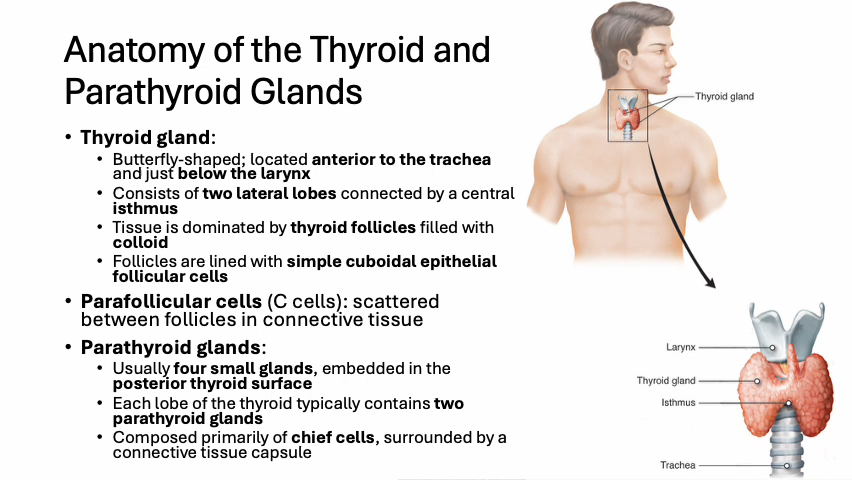 Anatomy of the Thyroid and
Parathyroid Glands
• Thyroid gland:
• Butterfly-shaped; located anterior to the trachea
and just below the larynx
• Consists of two lateral lobes connected by a central
isthmus
• Tissue is dominated by thyroid follicles filled with
colloid
• Follicles are lined with simple cuboidal epithelial
follicular cells
• Parafollicular cells (C cells): scattered
between follicles in connective tissue
• Parathyroid glands:
• Usually four small glands, embedded in the
posterior thyroid surface
• Each lobe of the thyroid typically contains two
parathyroid glands
• Composed primarily of chief cells, surrounded by a
connective tissue capsule
Thyroid gland
Larynx
Thyroid gland
Isthmus
Trachea